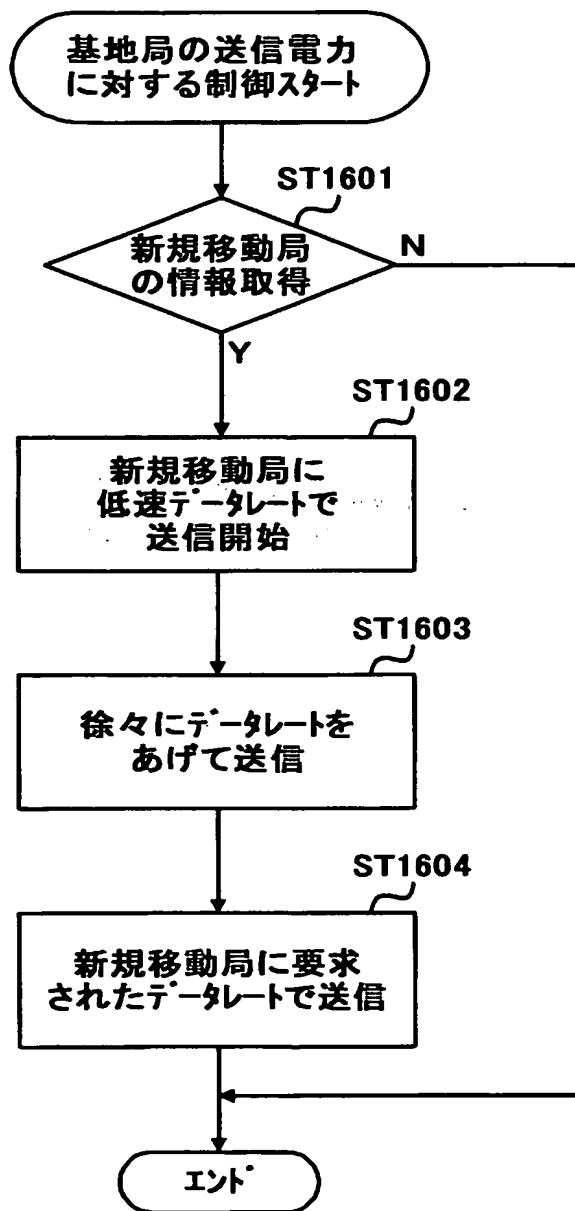 基地局の送信電力
に対する制御スタート
ST1601
新規移動局
の情報取得
N
Y
ST1602
新規移動局に
低速データレートで
送信開始
ST1603
徐々にデータレートを
あげて送信
ST1604
新規移動局に要求
されたデータレートで送信
エンド